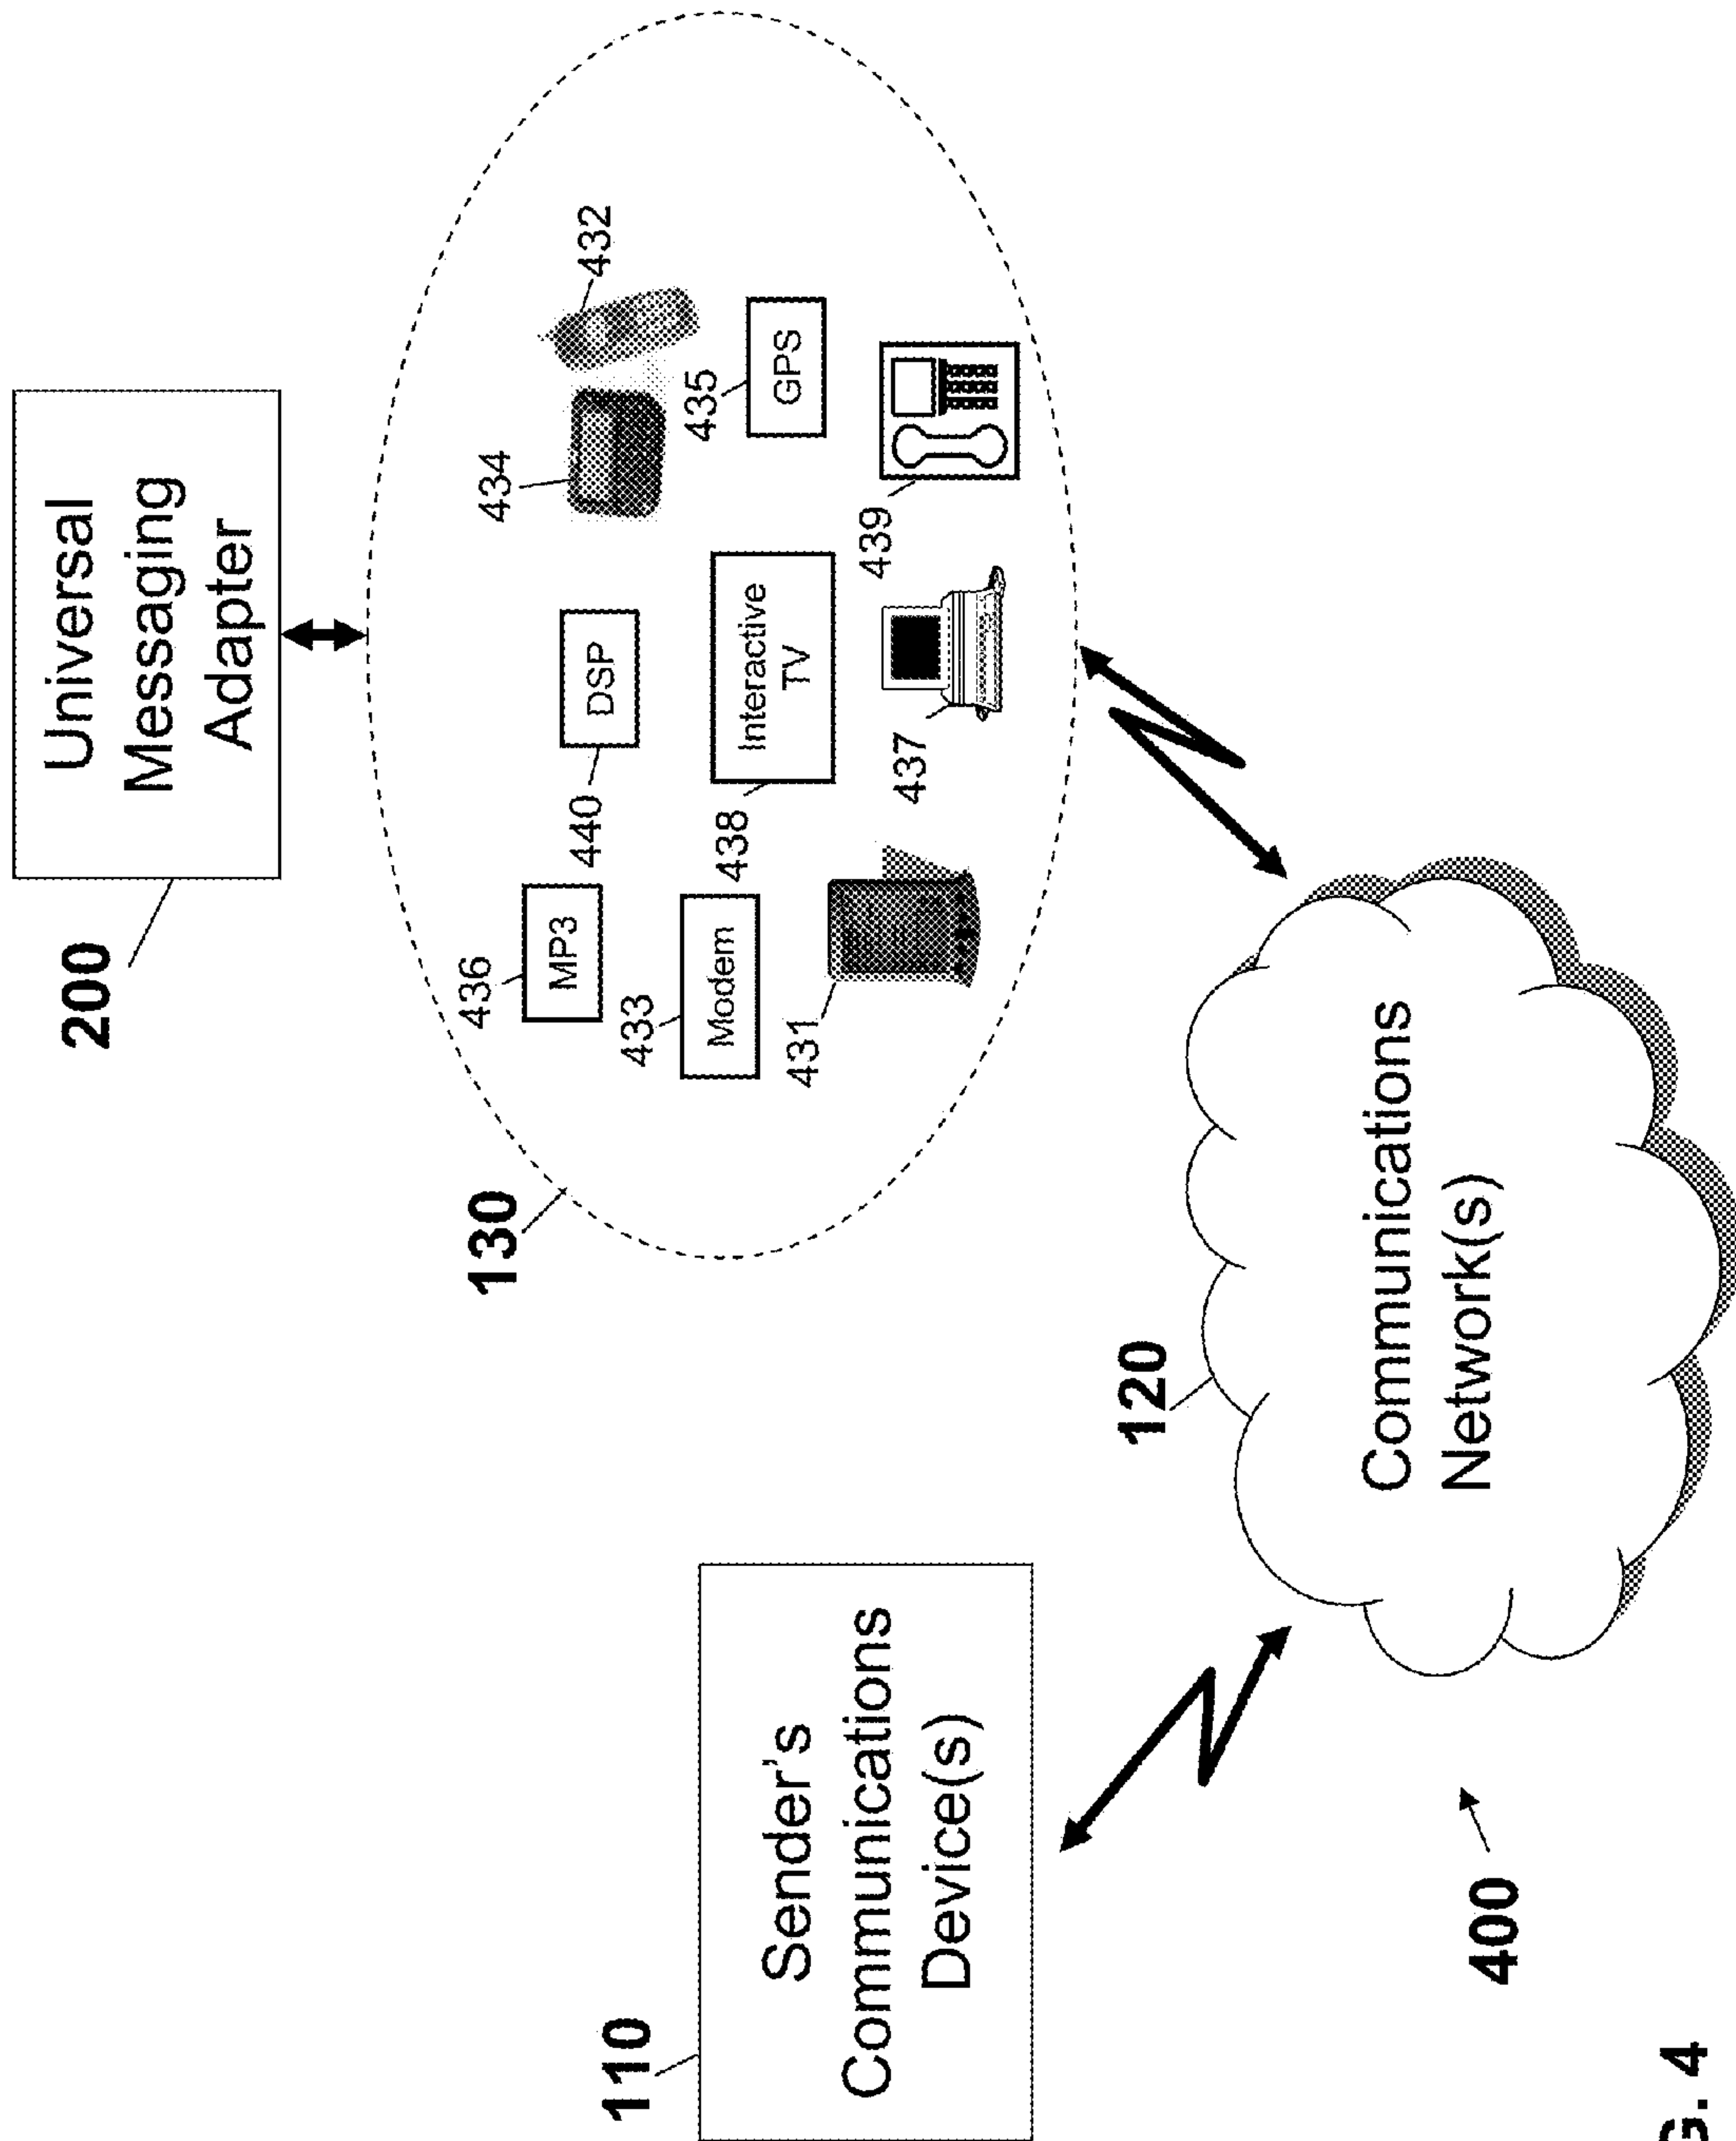 200
Universal
Messaging
Adapter
130
436
MP3
440
DSP
434
432
433
Modem
438
Interactive
TV
435
GPS
431
437
439
110
Sender's
Communications
Device(s)
120
Communications
Network(s)
400
G. 4